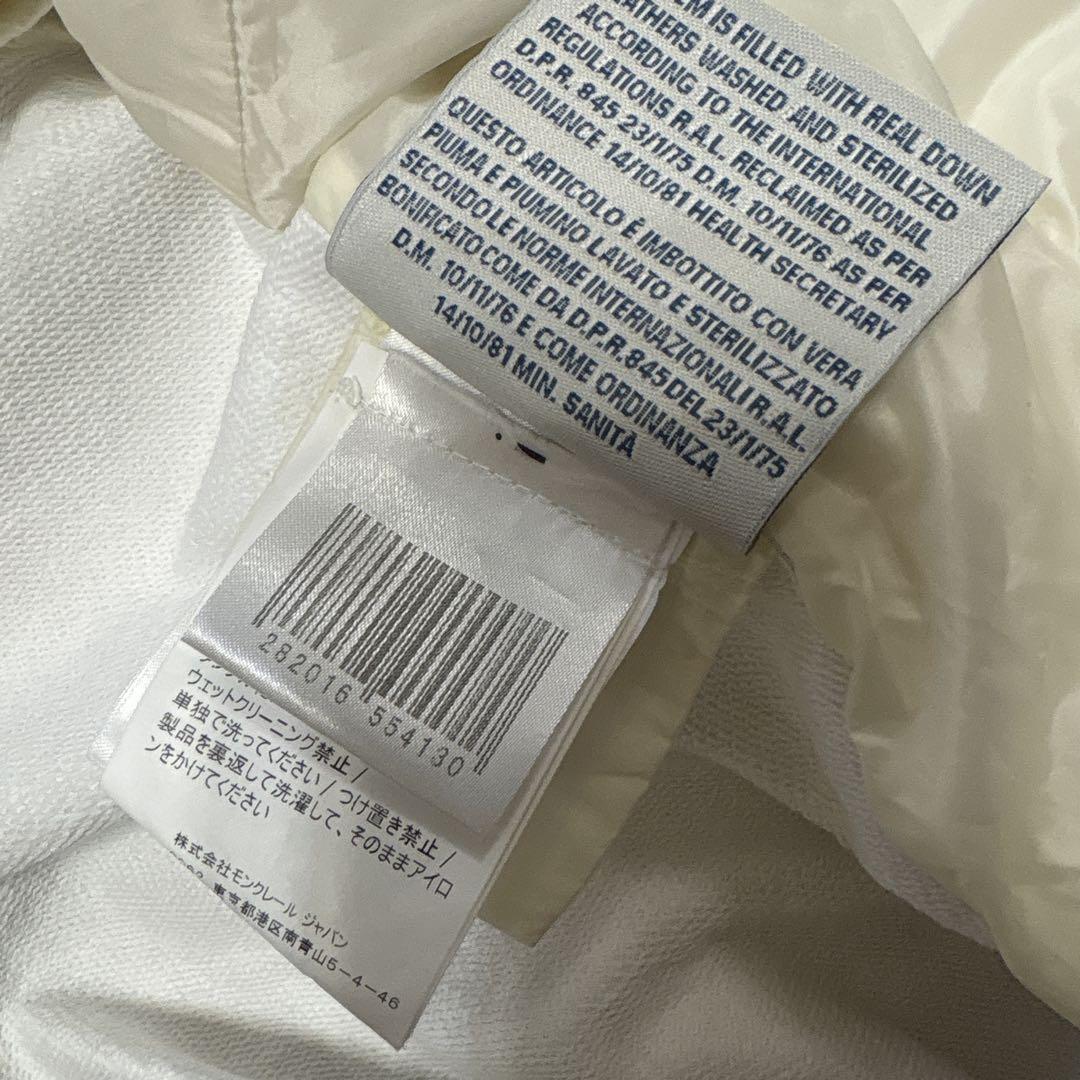 IS FILLED WITH REAL DOWN
WASHED AND STERILIZED
ACCORDING TO THE INTERNATIONAL
REGULATIONS R.A.L. RECLAIMED AS PER
D.P.R. 845 23/1/75 D.M. 10/11/76 AS PER
ORDINANCE 14/10/81 HEALTH SECRETARY
QUESTO ARTICOLO È IMBOTTITO CON VERA
PIUMA E PIUMINO LAVATO E STERILIZZATO
SECONDO LE NORME INTERNAZIONALI R.A.L.
BONIFICATO COME DA D.P.R. 845 DEL 23/1/75
D.M. 10/11/76 E COME ORDINANZA
14/10/81 MIN. SANITÀ
282016 554130
ウェットクリーニング禁止 /
単独で洗ってください / つけ置き禁止 /
製品を裏返して洗濯して、そのままアイロ
ンをかけてください
株式会社モンクレール ジャパン
東京都港区南青山5-4-46